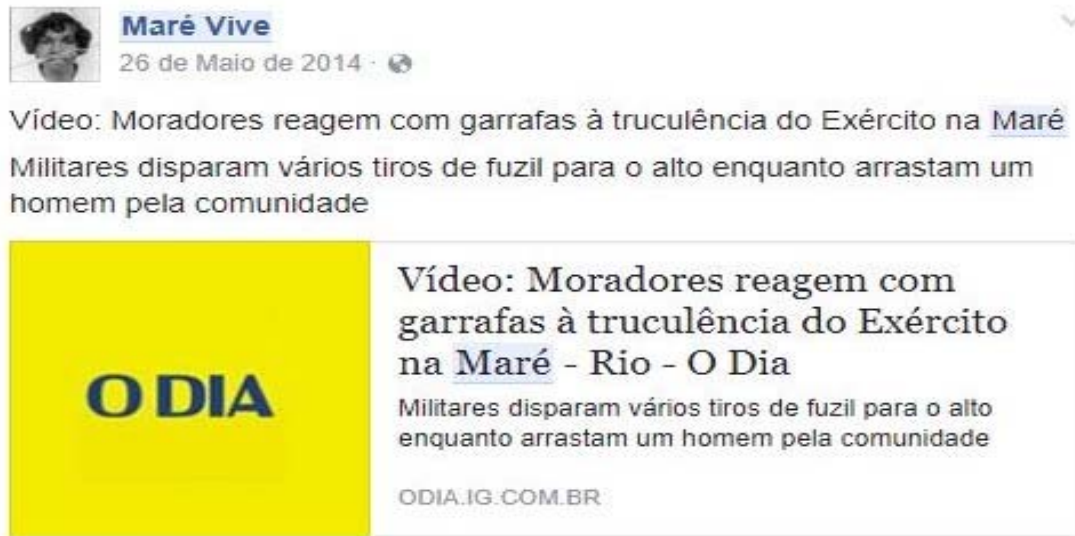 Maré Vive
26 de Maio de 2014 ·
Vídeo: Moradores reagem com garrafas à truculência do Exército na Maré
Militares disparam vários tiros de fuzil para o alto enquanto arrastam um
homem pela comunidade
O DIA
Vídeo: Moradores reagem com
garrafas à truculência do Exército
na Maré - Rio - O Dia
Militares disparam vários tiros de fuzil para o alto
enquanto arrastam um homem pela comunidade
ODIA.IG.COM.BR